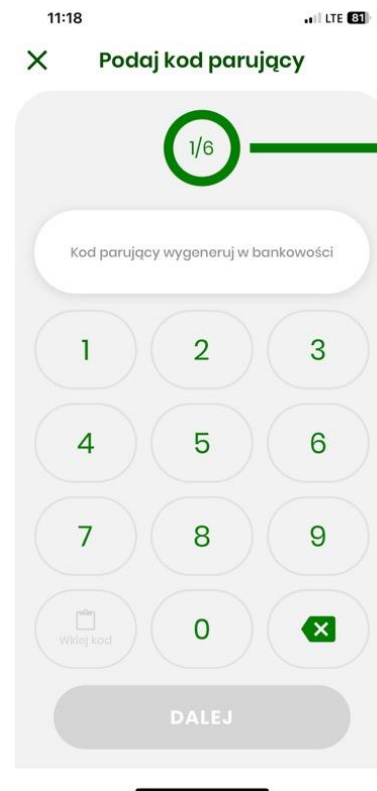 11:18
LTE 81
Podaj kod parujący
1/6
Kod parujący wygeneruj w bankowości
1 2 3
4 5 6
7 8 9
Wklej kod 0
DALEJ